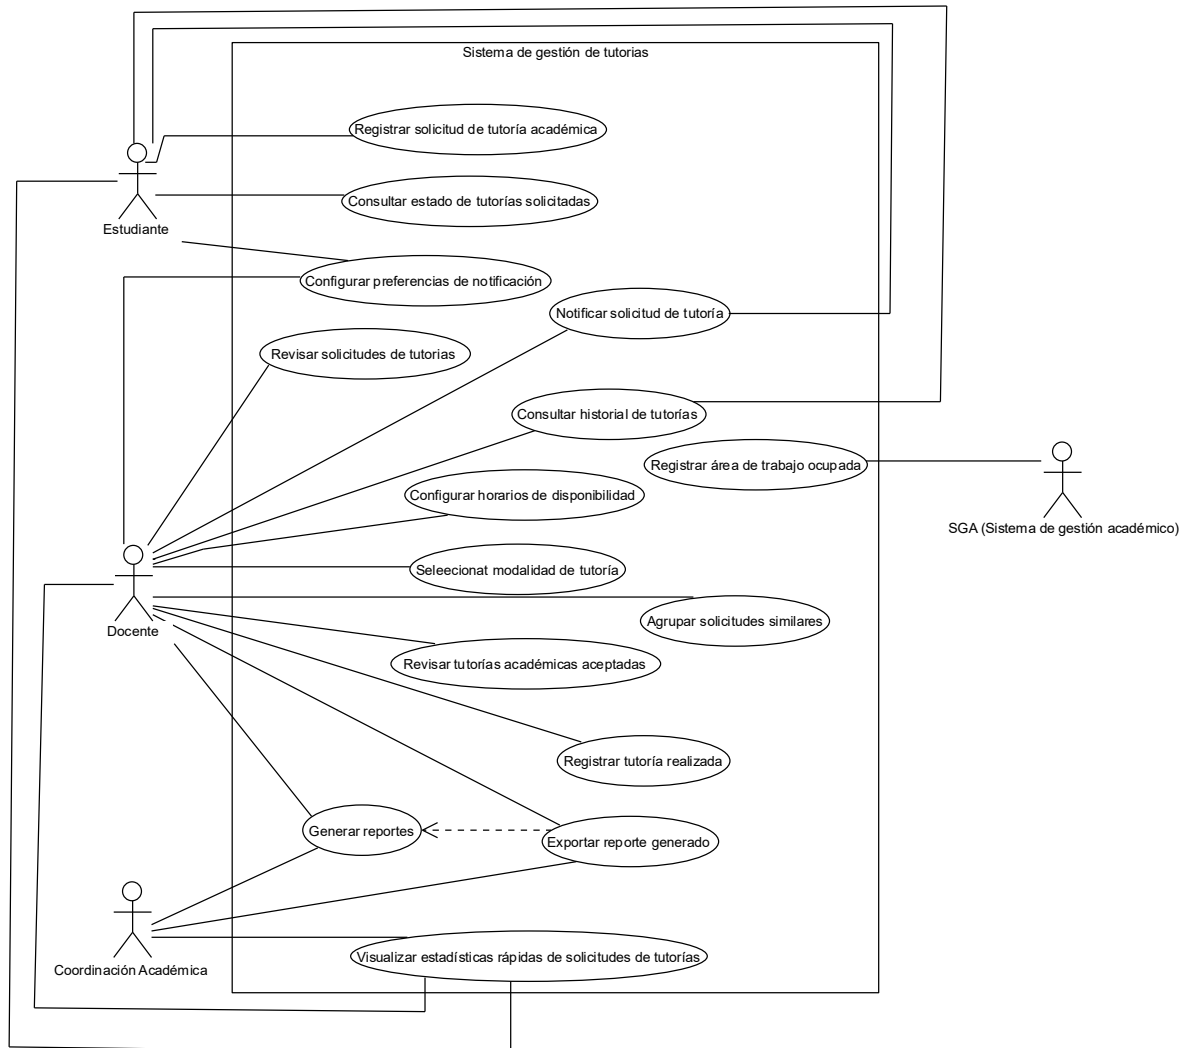 Sistema de gestión de tutorias
Registrar solicitud de tutoría académica
Consultar estado de tutorías solicitadas
Estudiante
Configurar preferencias de notificación
Notificar solicitud de tutoría
Revisar solicitudes de tutorias
Consultar historial de tutorías
Registrar área de trabajo ocupada
Configurar horarios de disponibilidad
SGA (Sistema de gestión académico)
Seleecionat modalidad de tutoría
Agrupar solicitudes similares
Docente
Revisar tutorías académicas aceptadas
Registrar tutoría realizada
Generar reportes
Exportar reporte generado
Visualizar estadísticas rápidas de solicitudes de tutorías
Coordinación Académica